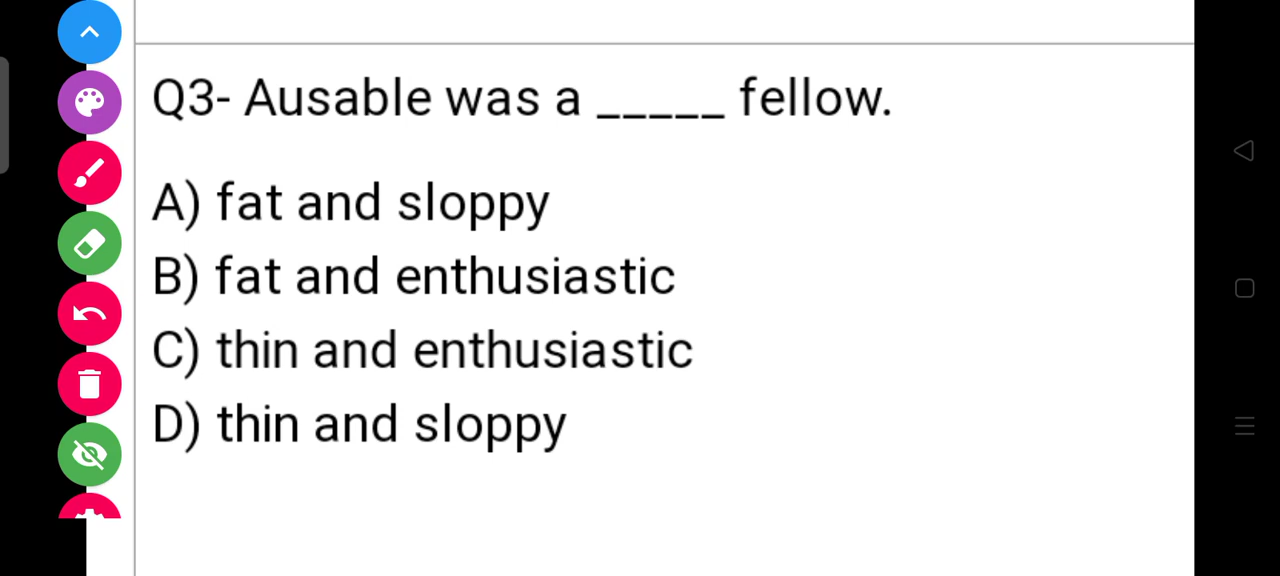 Q3- Ausable was a _____ fellow.
A) fat and sloppy
B) fat and enthusiastic
C) thin and enthusiastic
D) thin and sloppy